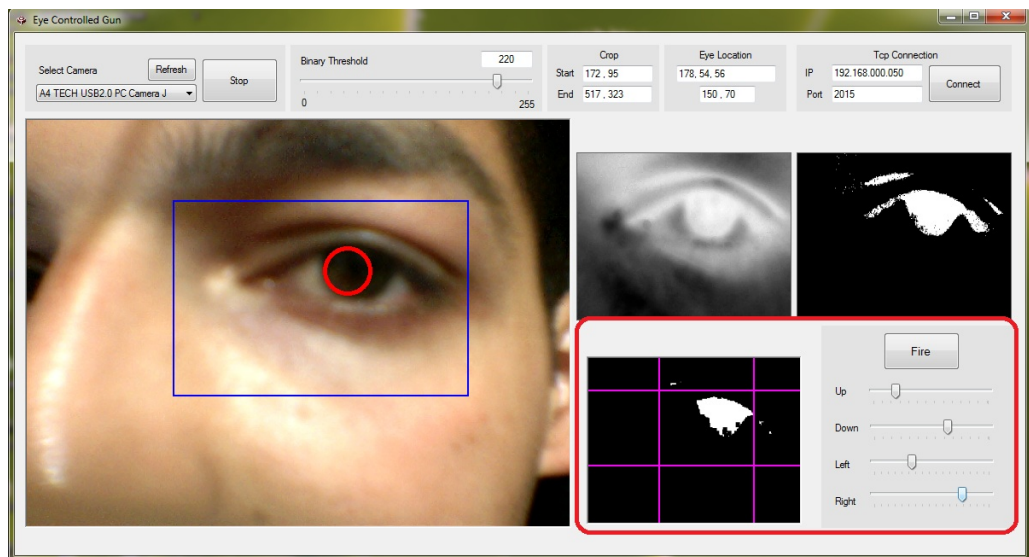 Eye Controlled Gun
Select Camera
Refresh
A4 TECH USB2.0 PC Camera J
Stop
Binary Threshold
220
0
255
Crop
Start 172 , 95
End 517 , 323
Eye Location
178, 54, 56
150 , 70
Tcp Connection
IP 192.168.000.050
Port 2015
Connect
Fire
Up
Down
Left
Right